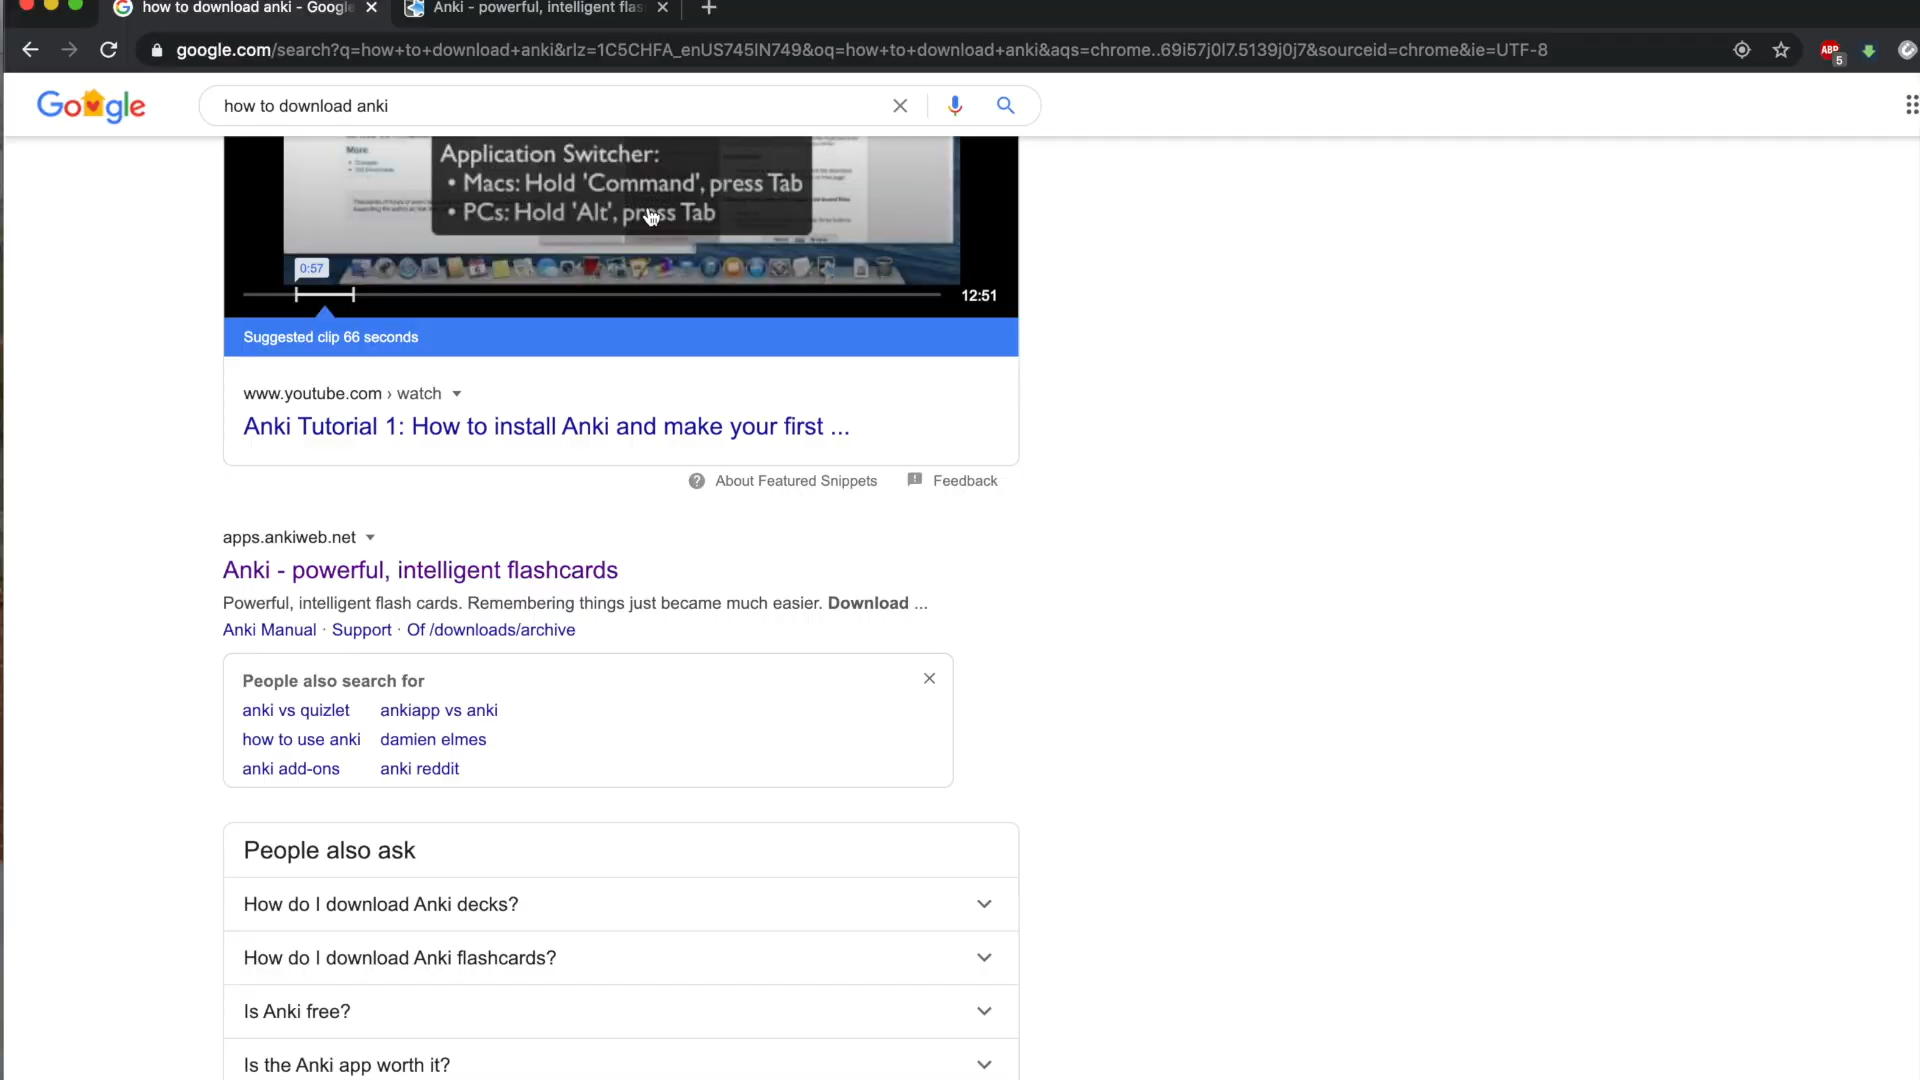 how to download anki - Google
Anki - powerful, intelligent flas
google.com/search?q=how+to+download+anki&rlz=1C5CHFA_enUS745IN749&oq=how+to+download+anki&aqs=chrome..69i57j0l7.5139j0j7&sourceid=chrome&ie=UTF-8
ABP
5
Google
how to download anki
More
Application Switcher:
• Macs: Hold 'Command', press Tab
• PCs: Hold 'Alt', press Tab
0:57
12:51
Suggested clip 66 seconds
www.youtube.com › watch
Anki Tutorial 1: How to install Anki and make your first ...
About Featured Snippets
Feedback
apps.ankiweb.net
Anki - powerful, intelligent flashcards
Powerful, intelligent flash cards. Remembering things just became much easier. Download ...
Anki Manual · Support · Of /downloads/archive
People also search for
anki vs quizlet
ankiapp vs anki
how to use anki
damien elmes
anki add-ons
anki reddit
People also ask
How do I download Anki decks?
How do I download Anki flashcards?
Is Anki free?
Is the Anki app worth it?